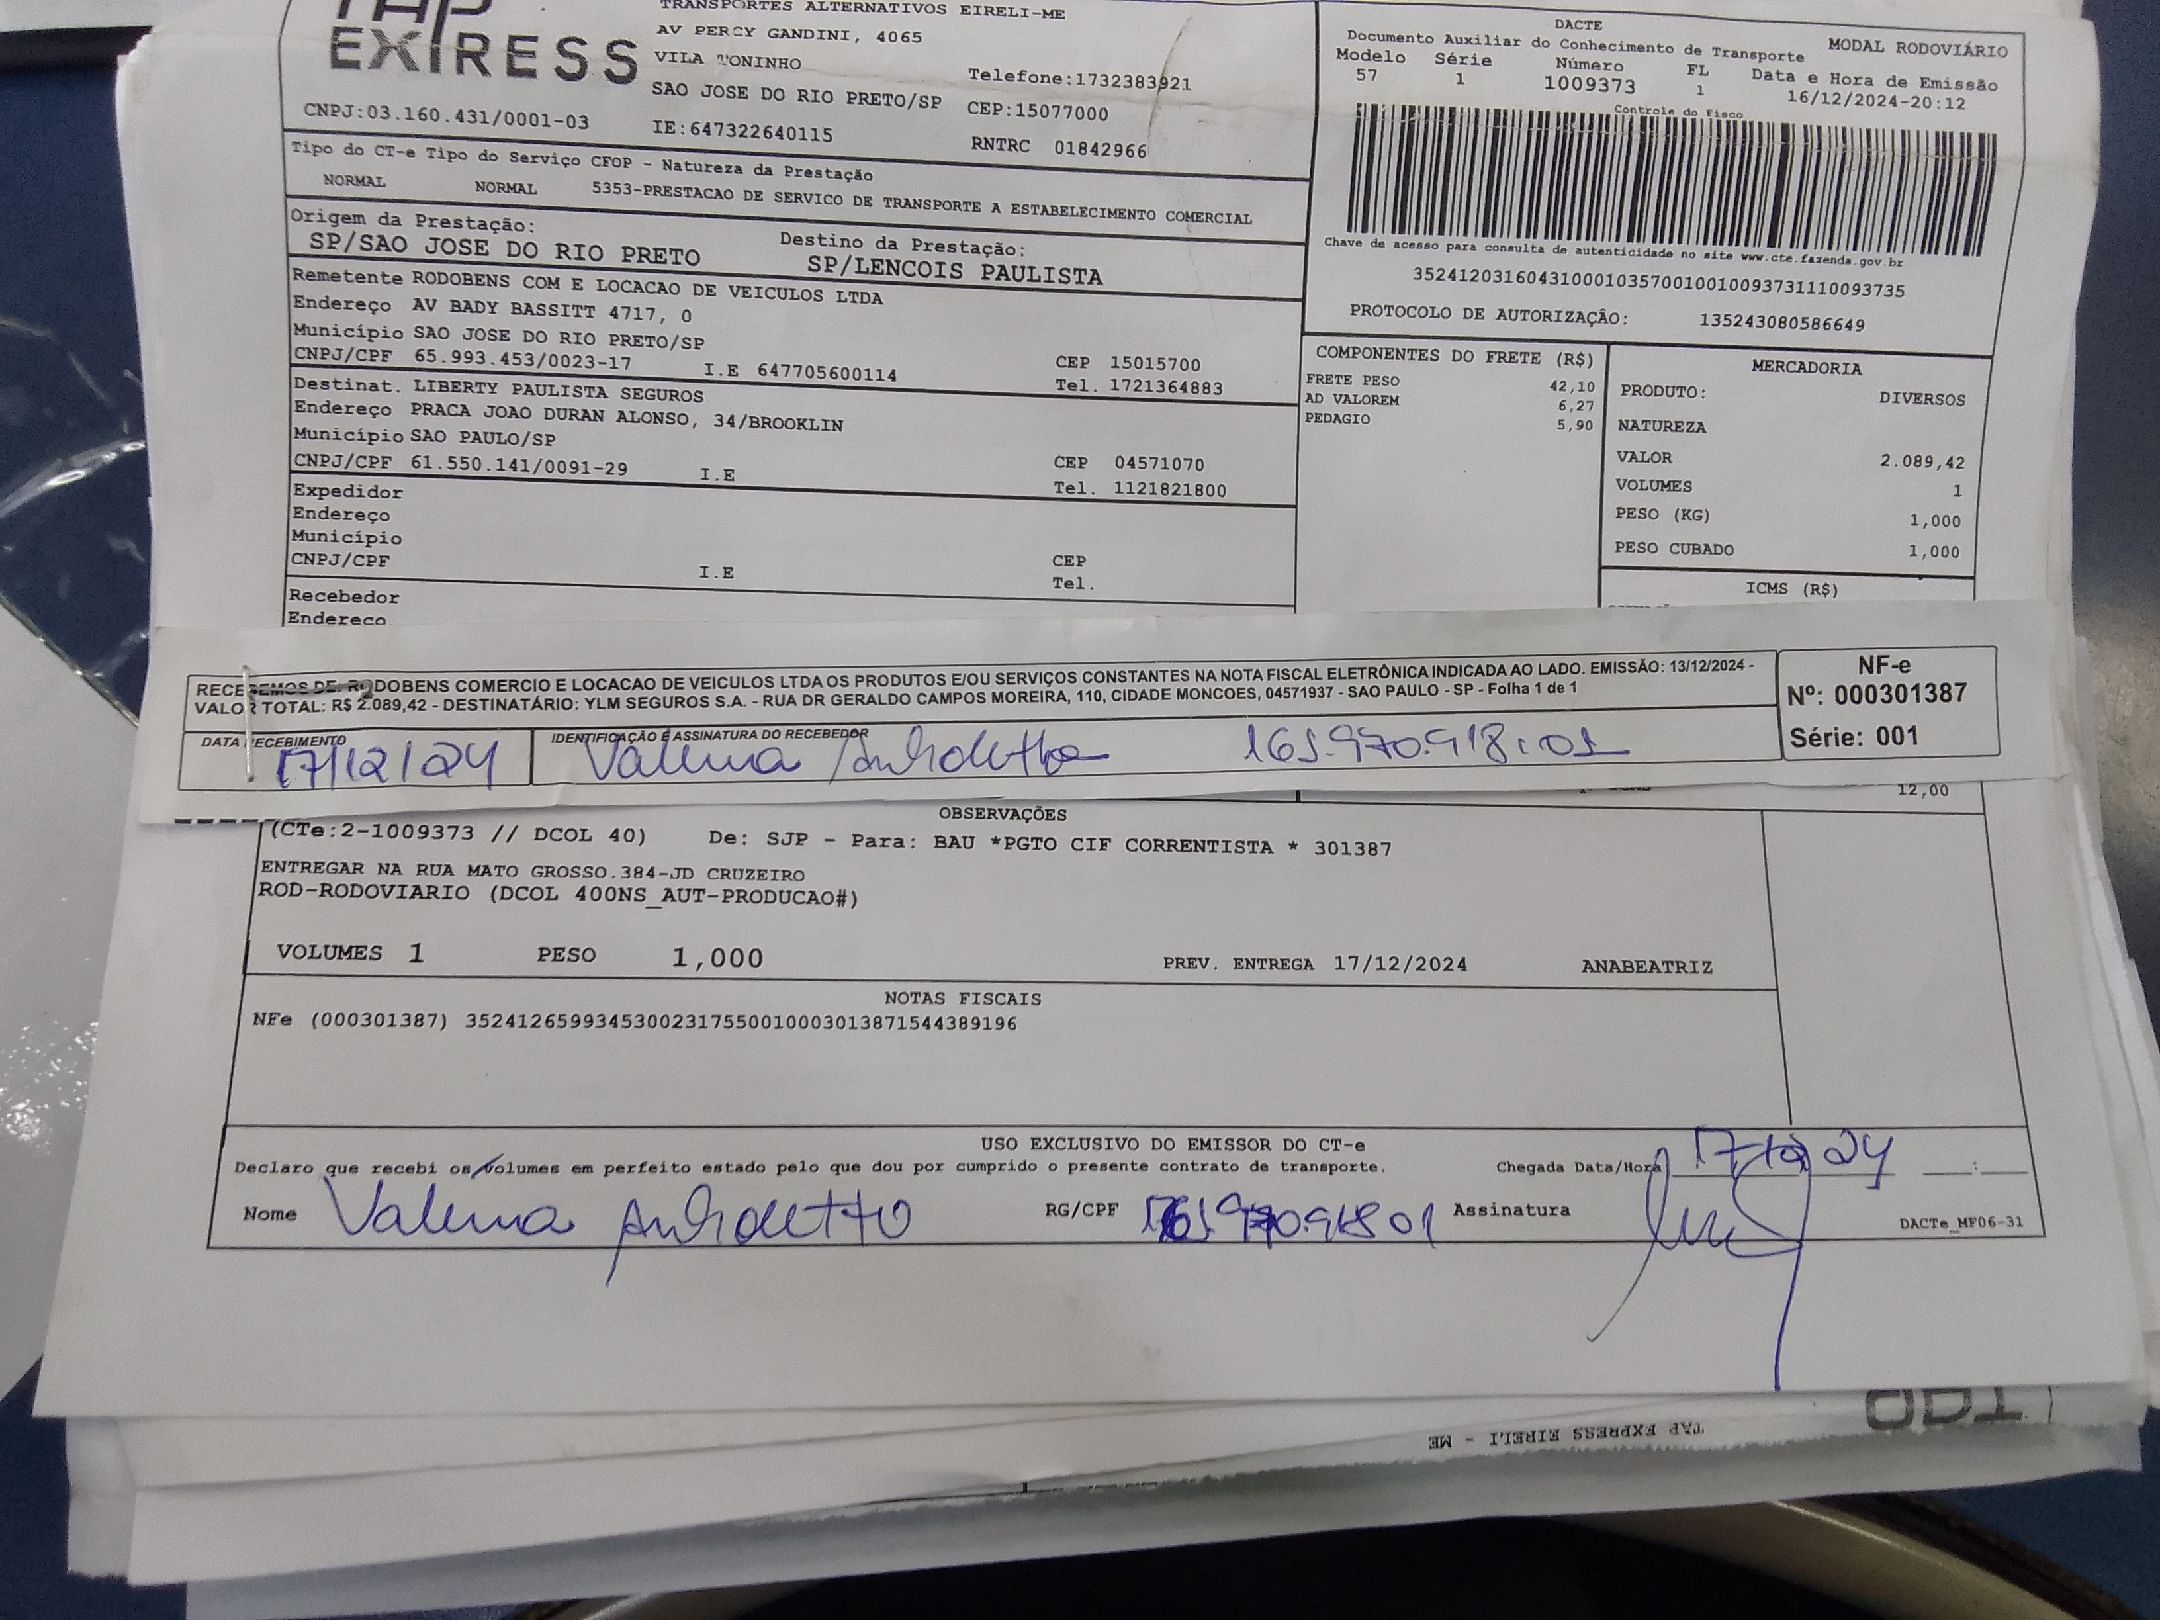 TAP
EXPRESS
TRANSPORTES ALTERNATIVOS EIRELI-ME
AV PERCY GANDINI, 4065
VILA TONINHO
Telefone:1732383921
SAO JOSE DO RIO PRETO/SP CEP:15077000
CNPJ:03.160.431/0001-03
IE:647322640115
RNTRC 01842966
DACTE
Documento Auxiliar do Conhecimento de Transporte
MODAL RODOVIÁRIO
Modelo Série Número FL Data e Hora de Emissão
57 1 1009373 1 16/12/2024-20:12
Controle do Fisco
Chave de acesso para consulta de autenticidade no site www.cte.fazenda.gov.br
35241203160431000103570010010093731110093735
PROTOCOLO DE AUTORIZAÇÃO: 135243080586649
Tipo do CT-e Tipo do Serviço CFOP - Natureza da Prestação
NORMAL NORMAL 5353-PRESTACAO DE SERVICO DE TRANSPORTE A ESTABELECIMENTO COMERCIAL
Origem da Prestação: Destino da Prestação:
SP/SAO JOSE DO RIO PRETO SP/LENCOIS PAULISTA
Remetente RODOBENS COM E LOCACAO DE VEICULOS LTDA
Endereço AV BADY BASSITT 4717, 0
Município SAO JOSE DO RIO PRETO/SP CEP 15015700
CNPJ/CPF 65.993.453/0023-17 I.E 647705600114 Tel. 1721364883
Destinat. LIBERTY PAULISTA SEGUROS
Endereço PRACA JOAO DURAN ALONSO, 34/BROOKLIN
Município SAO PAULO/SP CEP 04571070
CNPJ/CPF 61.550.141/0091-29 I.E Tel. 1121821800
Expedidor
Endereço
Município CEP
CNPJ/CPF I.E Tel.
Recebedor
Endereço
COMPONENTES DO FRETE (R$)
FRETE PESO 42,10
AD VALOREM 6,27
PEDAGIO 5,90
MERCADORIA
PRODUTO: DIVERSOS
NATUREZA
VALOR 2.089,42
VOLUMES 1
PESO (KG) 1,000
PESO CUBADO 1,000
ICMS (R$)
RECEBEMOS DE: RODOBENS COMERCIO E LOCACAO DE VEICULOS LTDA OS PRODUTOS E/OU SERVIÇOS CONSTANTES NA NOTA FISCAL ELETRÔNICA INDICADA AO LADO. EMISSÃO: 13/12/2024 -
VALOR TOTAL: R$ 2.089,42 - DESTINATÁRIO: YLM SEGUROS S.A. - RUA DR GERALDO CAMPOS MOREIRA, 110, CIDADE MONCOES, 04571937 - SAO PAULO - SP - Folha 1 de 1
DATA RECEBIMENTO IDENTIFICAÇÃO E ASSINATURA DO RECEBEDOR
17/12/24 Valeria
NF-e
Nº: 000301387
Série: 001
12,00
OBSERVAÇÕES
(CTe:2-1009373 // DCOL 40) De: SJP - Para: BAU *PGTO CIF CORRENTISTA * 301387
ENTREGAR NA RUA MATO GROSSO.384-JD CRUZEIRO
ROD-RODOVIARIO (DCOL 400NS_AUT-PRODUCAO#)
VOLUMES 1 PESO 1,000 PREV. ENTREGA 17/12/2024 ANABEATRIZ
NOTAS FISCAIS
NFe (000301387) 35241265993453002317550010003013871544389196
USO EXCLUSIVO DO EMISSOR DO CT-e
Declaro que recebi os volumes em perfeito estado pelo que dou por cumprido o presente contrato de transporte. Chegada Data/Hora 17 12 24 :
Nome Valeria RG/CPF Assinatura
DACTe_MF06-31
TAP
TAP EXPRESS EIRELI - ME